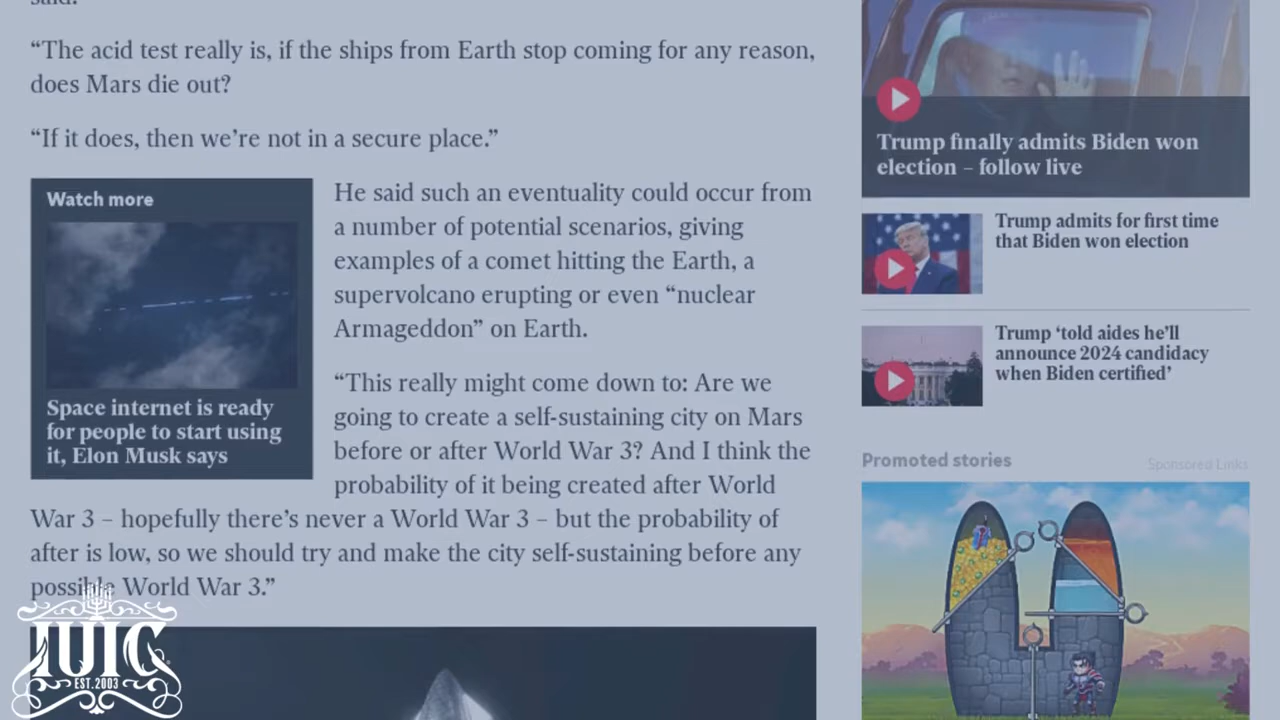 said.
“The acid test really is, if the ships from Earth stop coming for any reason,
does Mars die out?
“If it does, then we’re not in a secure place.”
Watch more
Space internet is ready
for people to start using
it, Elon Musk says
He said such an eventuality could occur from
a number of potential scenarios, giving
examples of a comet hitting the Earth, a
supervolcano erupting or even “nuclear
Armageddon” on Earth.
“This really might come down to: Are we
going to create a self-sustaining city on Mars
before or after World War 3? And I think the
probability of it being created after World
War 3 – hopefully there’s never a World War 3 – but the probability of
after is low, so we should try and make the city self-sustaining before any
possible World War 3.”
Trump finally admits Biden won
election – follow live
Trump admits for first time
that Biden won election
Trump ‘told aides he’ll
announce 2024 candidacy
when Biden certified’
Promoted stories
Sponsored Links
IUIC
EST. 2003